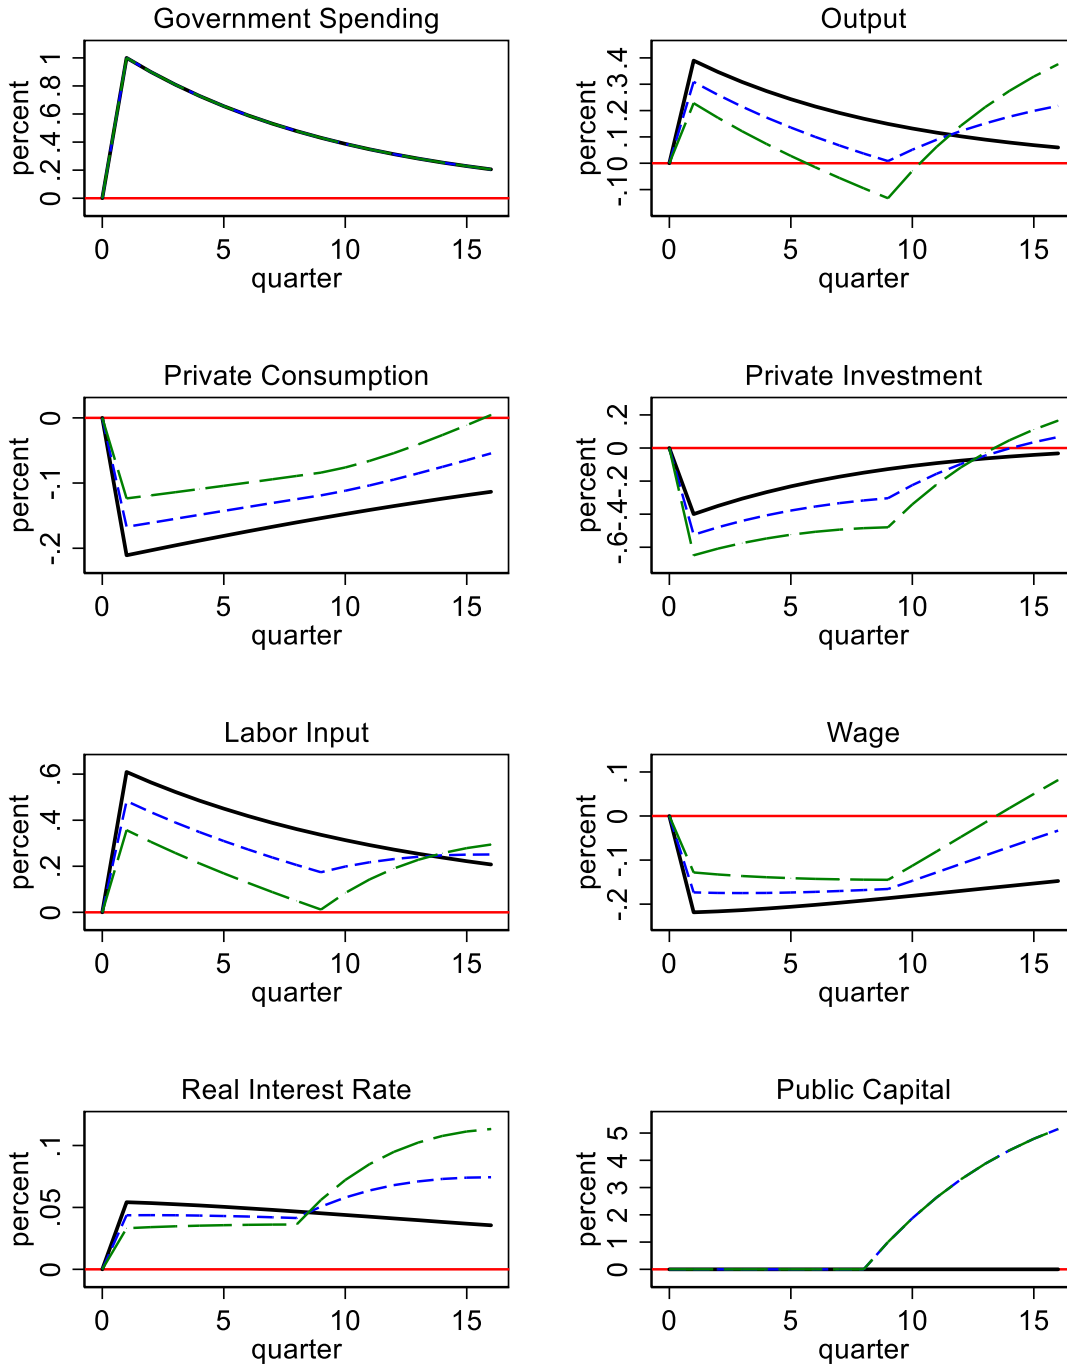 Government Spending
percent
0 .2 .4 .6 .8 1
0 5 10 15
quarter
Output
percent
-.1 0 .1 .2 .3 .4
0 5 10 15
quarter
Private Consumption
percent
-.2 -.1 0
0 5 10 15
quarter
Private Investment
percent
-.6 -.4 -.2 0 .2
0 5 10 15
quarter
Labor Input
percent
0 .2 .4 .6
0 5 10 15
quarter
Wage
percent
-.2 -.1 0 .1
0 5 10 15
quarter
Real Interest Rate
percent
0 .05 .1
0 5 10 15
quarter
Public Capital
percent
0 1 2 3 4 5
0 5 10 15
quarter